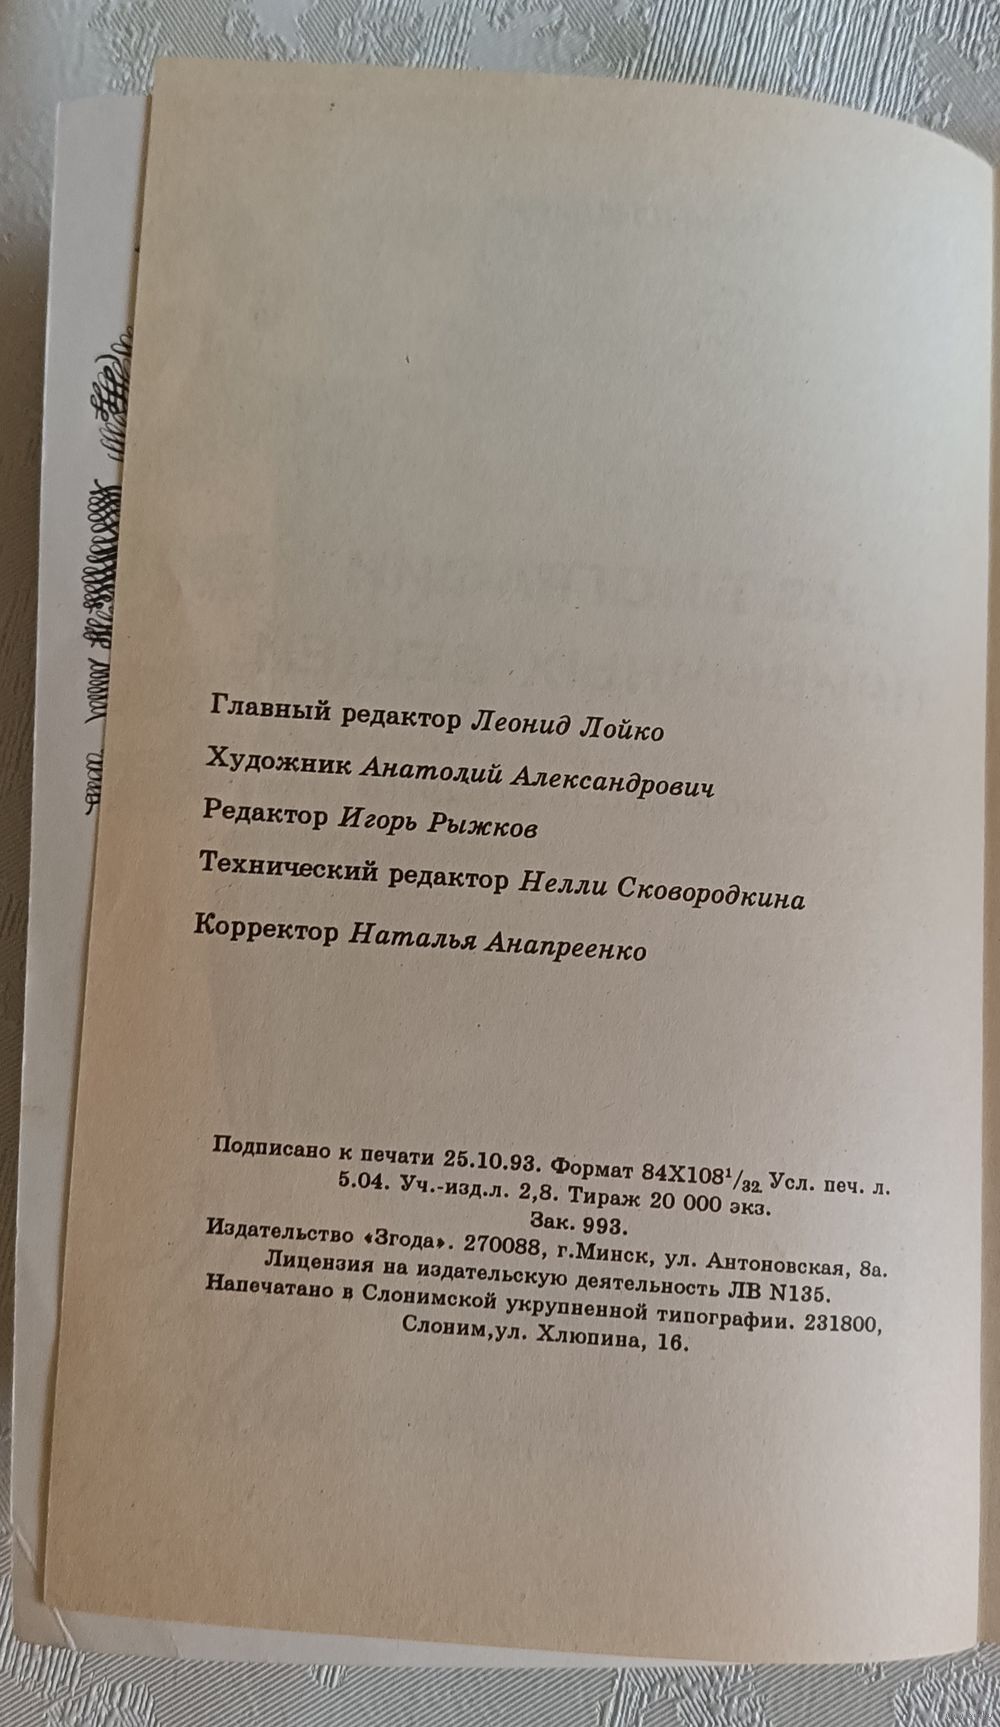 Главный редактор Леонид Лойко
Художник Анатолий Александрович
Редактор Игорь Рыжков
Технический редактор Нелли Сковородкина
Корректор Наталья Анапреенко
Подписано к печати 25.10.93. Формат 84X108¹/₃₂ Усл. печ. л.
5.04. Уч.-изд.л. 2,8. Тираж 20 000 экз.
Зак. 993.
Издательство «Згода». 270088, г.Минск, ул. Антоновская, 8а.
Лицензия на издательскую деятельность ЛВ N135.
Напечатано в Слонимской укрупненной типографии. 231800,
Слоним,ул. Хлюпина, 16.